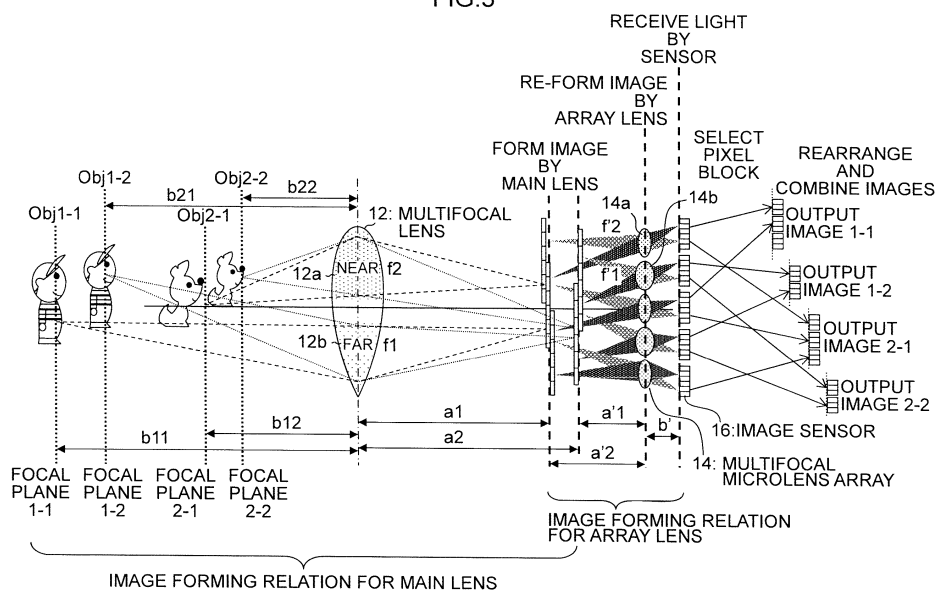 FIG.5
RECEIVE LIGHT
BY
SENSOR
RE-FORM IMAGE
BY
ARRAY LENS
FORM IMAGE
BY
MAIN LENS
SELECT
PIXEL
BLOCK
REARRANGE
AND
COMBINE IMAGES
Obj1-1
Obj1-2
Obj2-1
Obj2-2
b21
b22
12: MULTIFOCAL
LENS
12a
NEAR
f2
12b
FAR
f1
14a
14b
f'2
f'1
OUTPUT
IMAGE 1-1
OUTPUT
IMAGE 1-2
OUTPUT
IMAGE 2-1
OUTPUT
IMAGE 2-2
b11
b12
a1
a2
a'1
a'2
b'
16:IMAGE SENSOR
14: MULTIFOCAL
MICROLENS ARRAY
FOCAL
PLANE
1-1
FOCAL
PLANE
1-2
FOCAL
PLANE
2-1
FOCAL
PLANE
2-2
IMAGE FORMING RELATION
FOR ARRAY LENS
IMAGE FORMING RELATION FOR MAIN LENS